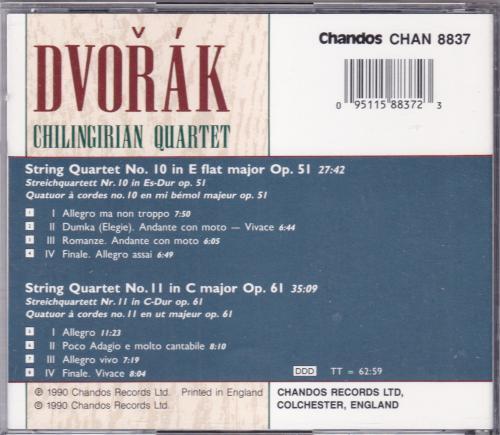 DVOŘÁK
CHILINGIRIAN QUARTET
Chandos CHAN 8837
0 95115 88372 3
String Quartet No. 10 in E flat major Op. 51 27:42
Streichquartett Nr. 10 in Es-Dur op. 51
Quatuor à cordes no. 10 en mi bémol majeur op. 51
1 I Allegro ma non troppo 7:50
2 II Dumka (Elegie). Andante con moto — Vivace 6:44
3 III Romanze. Andante con moto 6:05
4 IV Finale. Allegro assai 6:49
String Quartet No. 11 in C major Op. 61 35:09
Streichquartett Nr. 11 in C-Dur op. 61
Quatuor à cordes no. 11 en ut majeur op. 61
5 I Allegro 11:23
6 II Poco Adagio e molto cantabile 8:10
7 III Allegro vivo 7:19
8 IV Finale. Vivace 8:04
DDD TT = 62:59
℗ 1990 Chandos Records Ltd. Printed in England
© 1990 Chandos Records Ltd.
CHANDOS RECORDS LTD,
COLCHESTER, ENGLAND